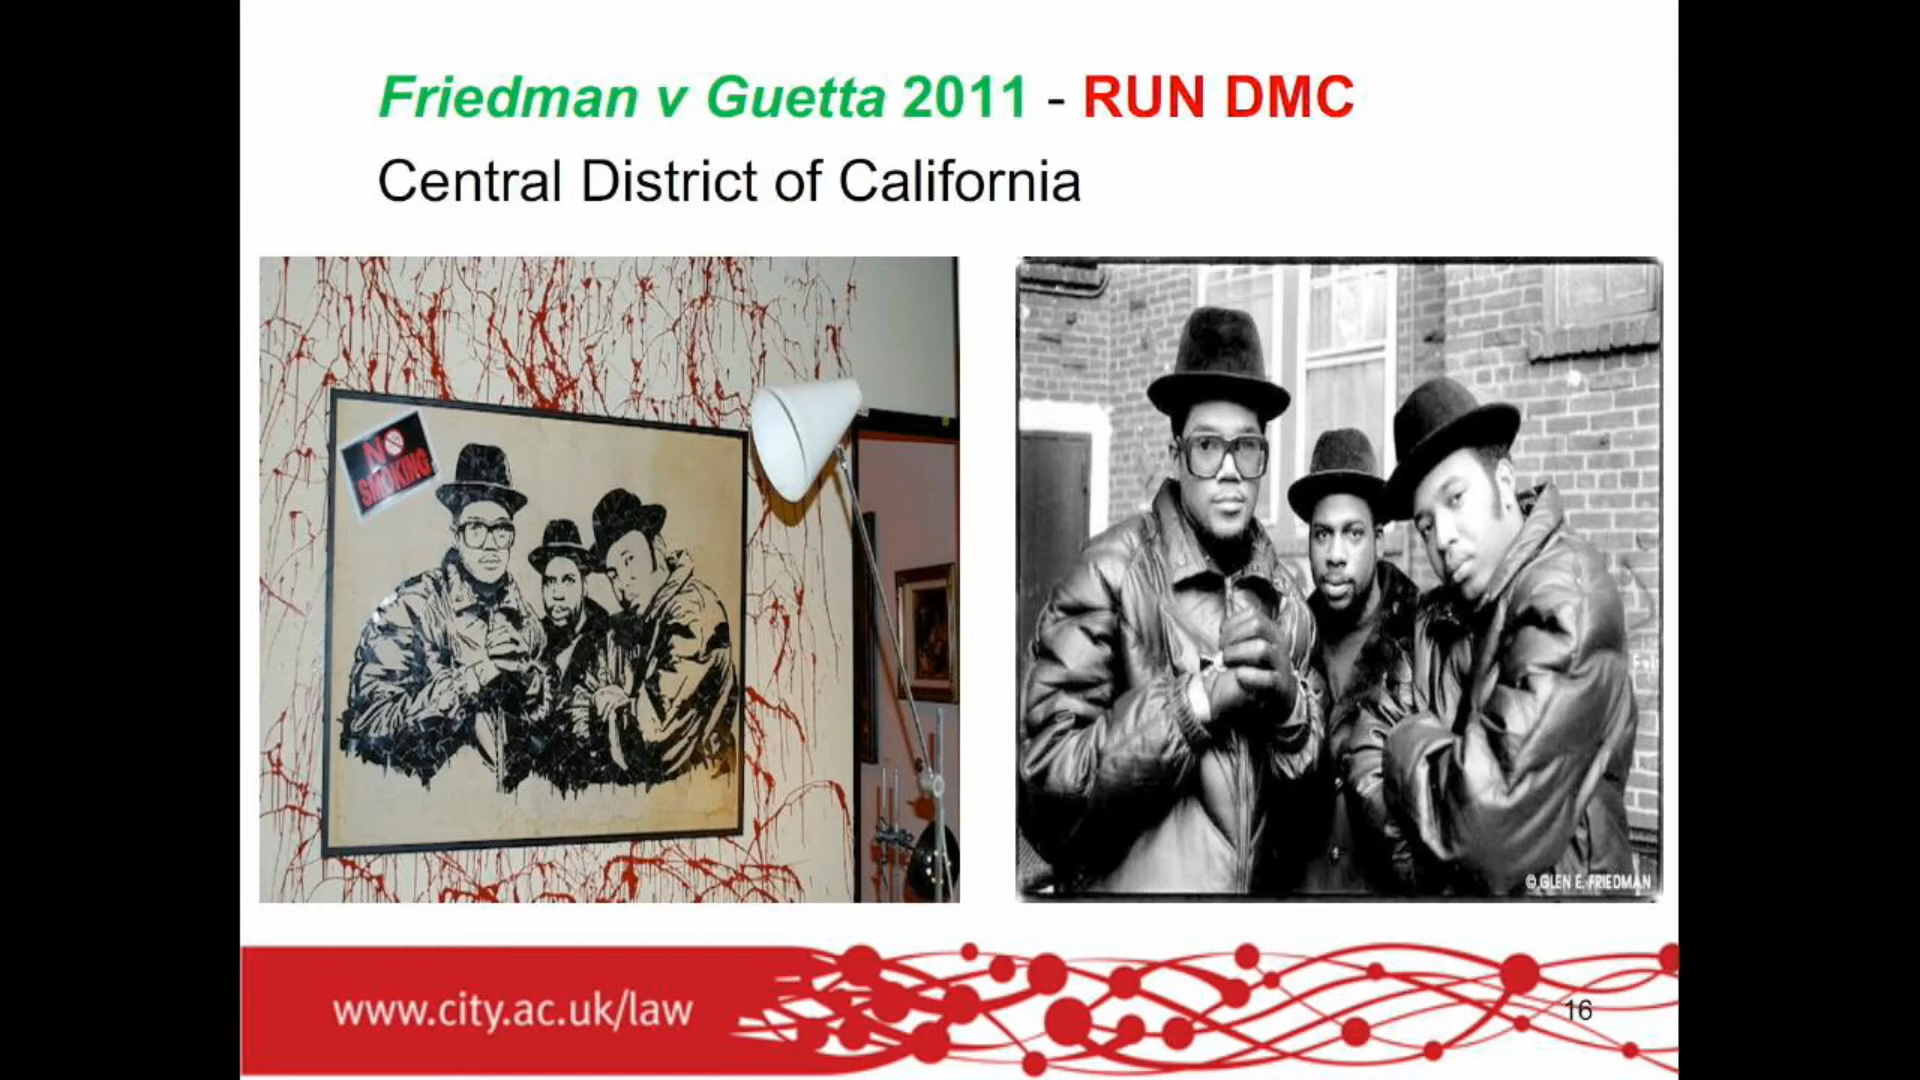 Friedman v Guetta 2011 - RUN DMC
Central District of California
NO
SMOKING
© GLEN E. FRIEDMAN
www.city.ac.uk/law
16